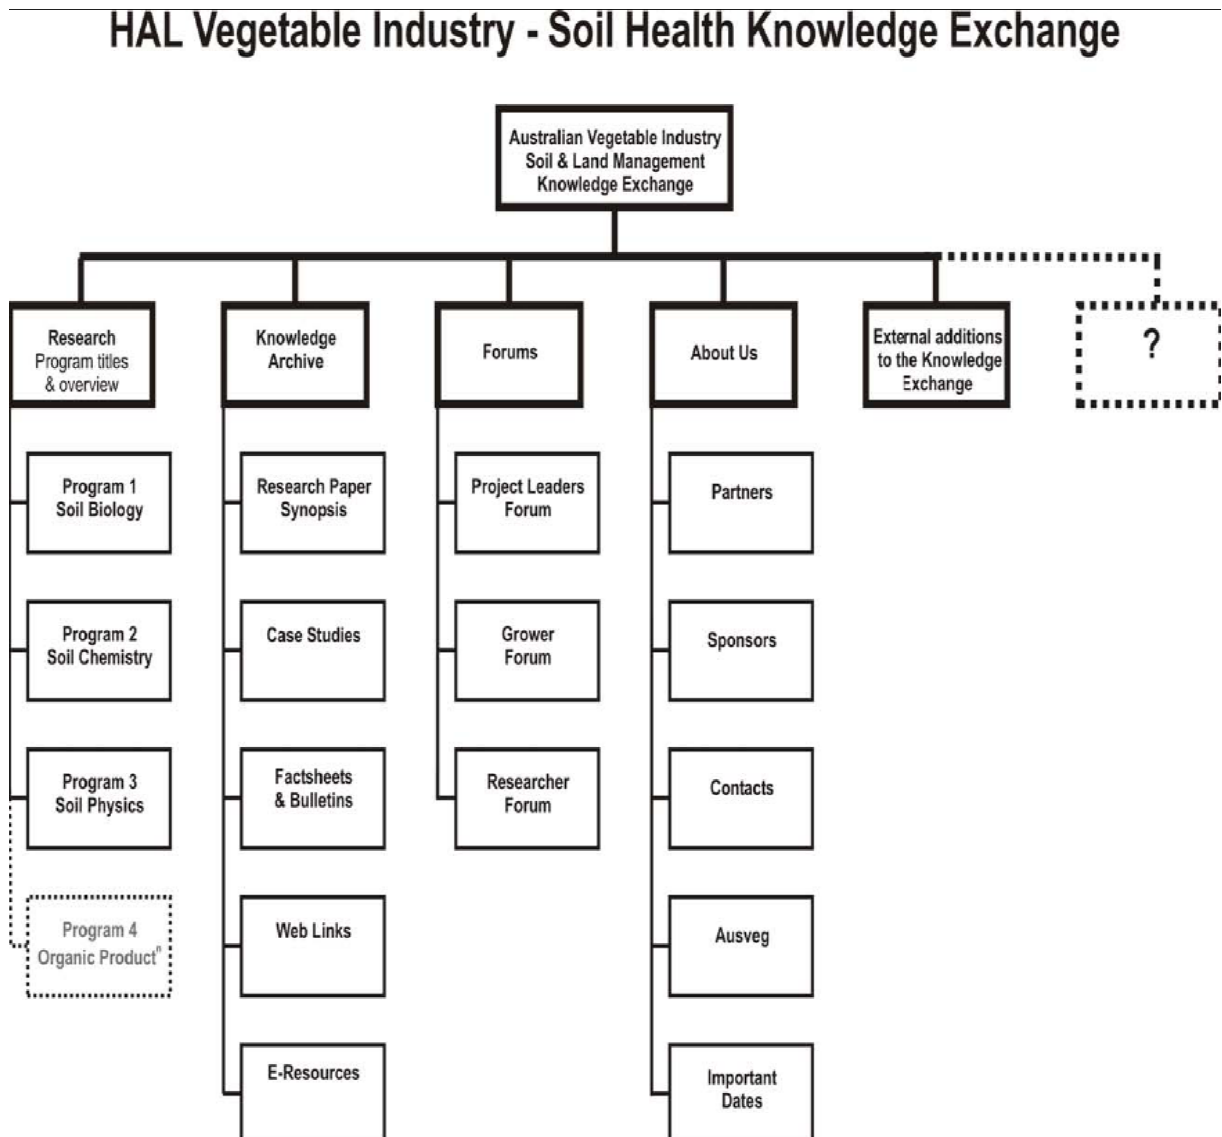 HAL Vegetable Industry - Soil Health Knowledge Exchange
Australian Vegetable Industry
Soil & Land Management
Knowledge Exchange
Research
Program titles
& overview
Knowledge
Archive
Forums
About Us
External additions
to the Knowledge
Exchange
?
Program 1
Soil Biology
Program 2
Soil Chemistry
Program 3
Soil Physics
Program 4
Organic Productⁿ
Research Paper
Synopsis
Case Studies
Factsheets
& Bulletins
Web Links
E-Resources
Project Leaders
Forum
Grower
Forum
Researcher
Forum
Partners
Sponsors
Contacts
Ausveg
Important
Dates